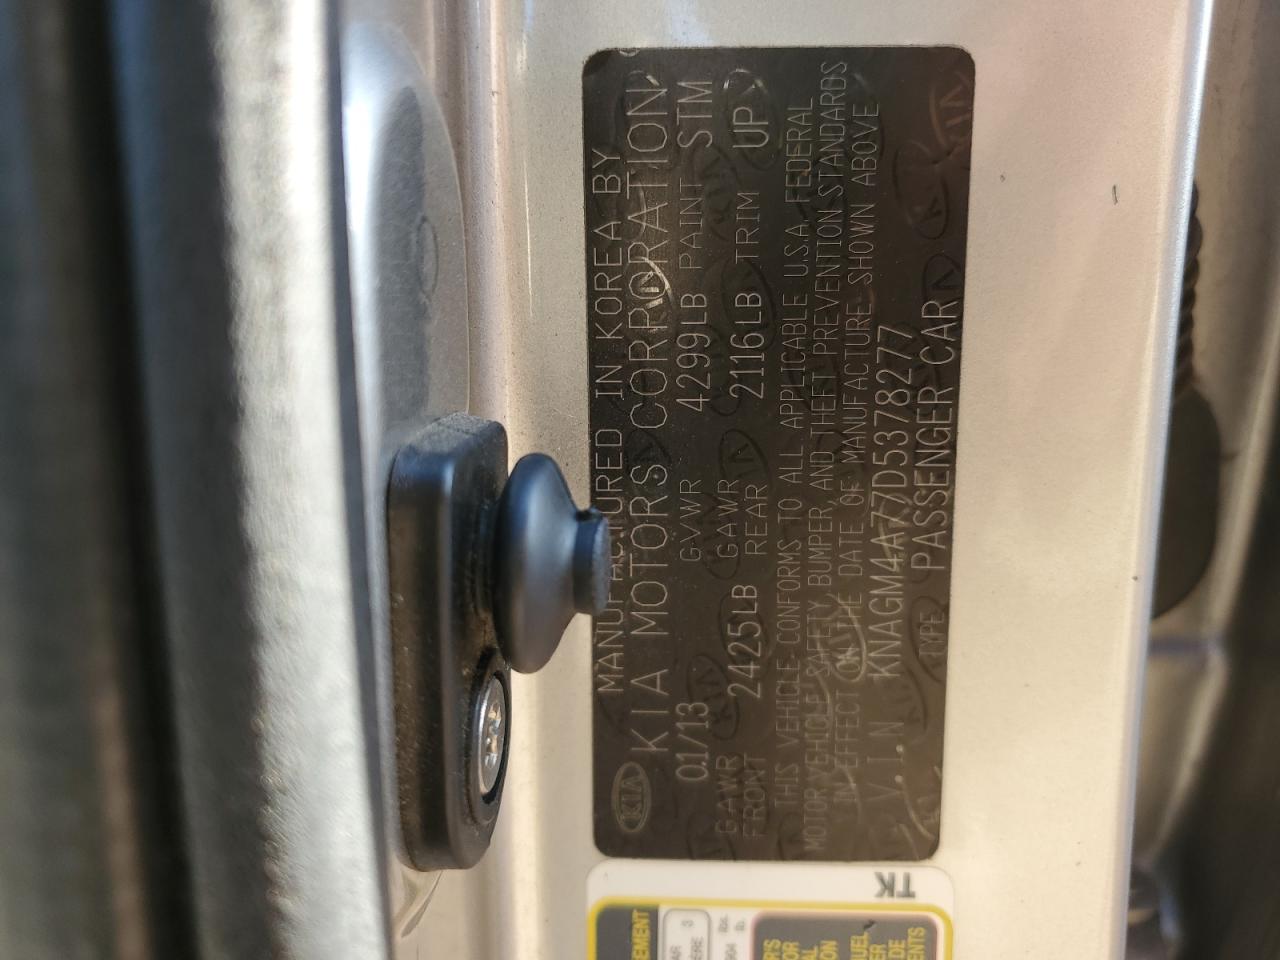 MANUFACTURED IN KOREA BY
KIA KIA MOTORS CORPORATION
01/13 GVWR 4299LB PAINT STM
GAWR FRONT 2425LB GAWR REAR 2116LB TRIM UP
THIS VEHICLE CONFORMS TO ALL APPLICABLE U.S.A. FEDERAL
MOTOR VEHICLE SAFETY, BUMPER, AND THEFT PREVENTION STANDARDS
IN EFFECT ON THE DATE OF MANUFACTURE SHOWN ABOVE
V.I.N KNAGM4A77D5378277
TYPE PASSENGER CAR
TK